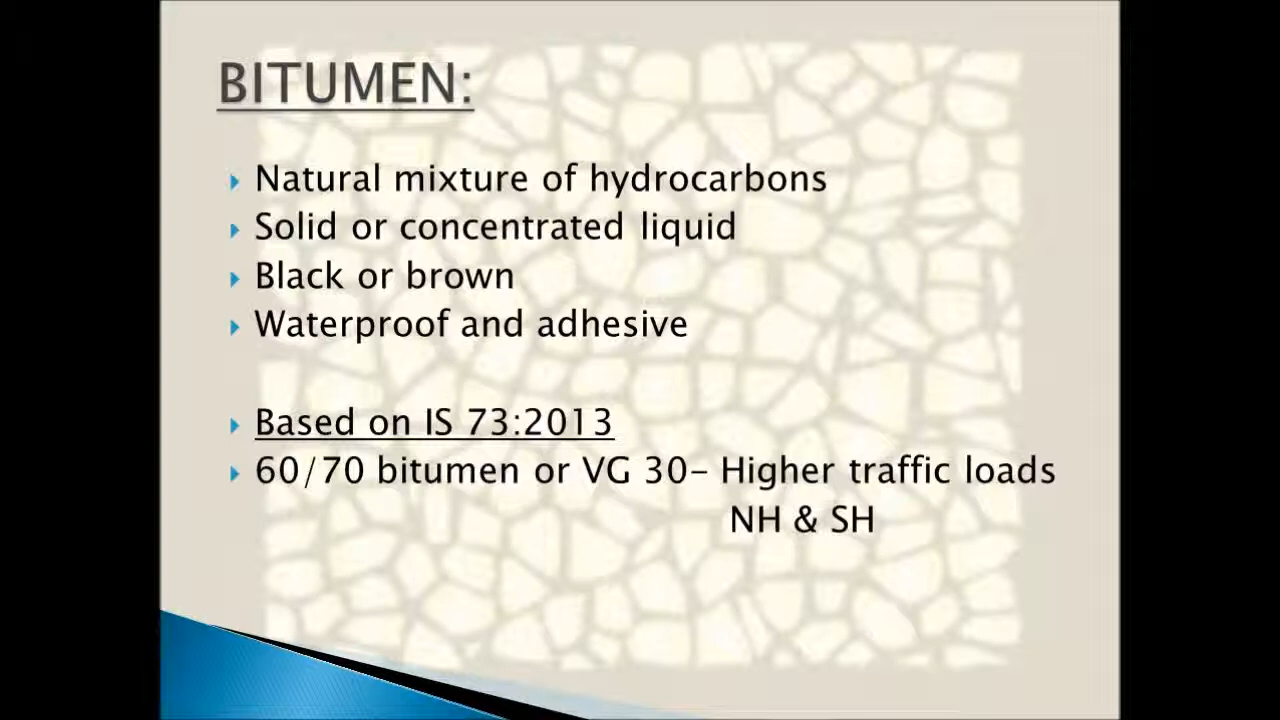 BITUMEN:
Natural mixture of hydrocarbons
Solid or concentrated liquid
Black or brown
Waterproof and adhesive
Based on IS 73:2013
60/70 bitumen or VG 30– Higher traffic loads
NH & SH